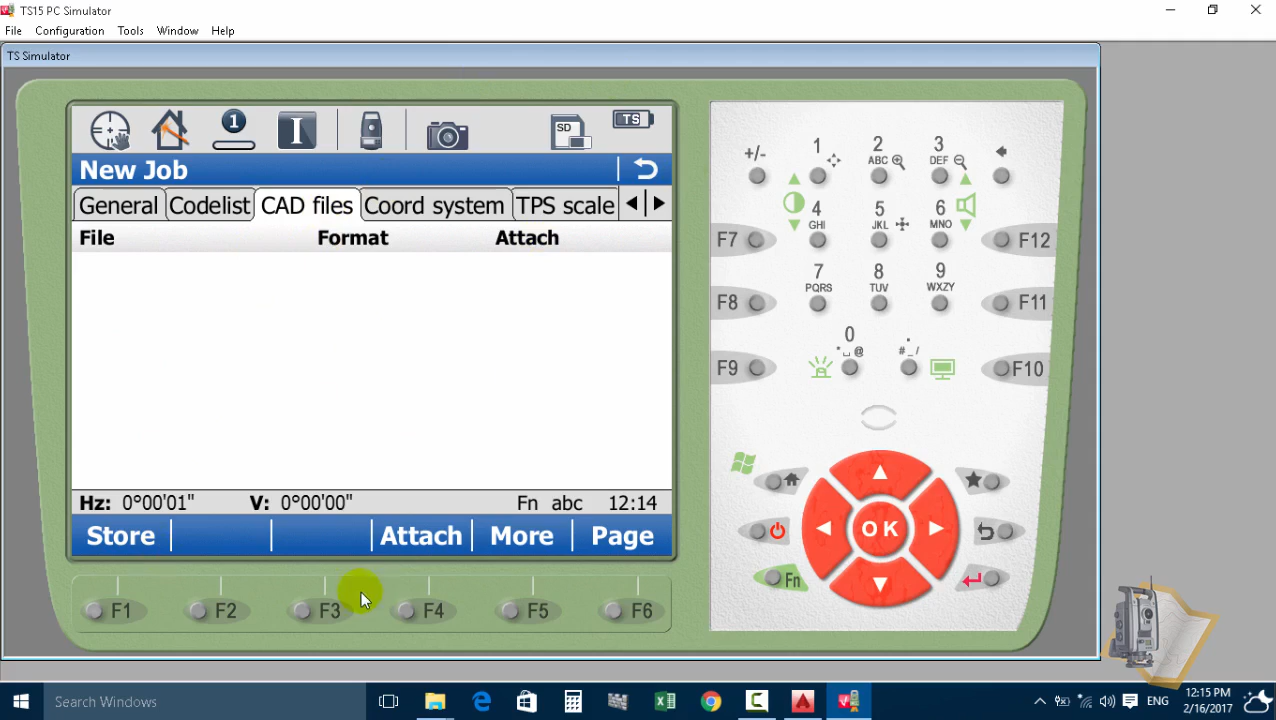 TS15 PC Simulator
File Configuration Tools Window Help
TS Simulator
1 I SD TS
New Job
General Codelist CAD files Coord system TPS scale
File Format Attach
Hz: 0°00'01" V: 0°00'00" Fn abc 12:14
Store Attach More Page
F1 F2 F3 F4 F5 F6
+/- 1 2 ABC 3 DEF
F7 4 GHI 5 JKL 6 MNO F12
F8 7 PQRS 8 TUV 9 WXZY F11
F9 0 *␣@ . #_/ F10
OK
Fn
Search Windows
ENG
12:15 PM
2/16/2017